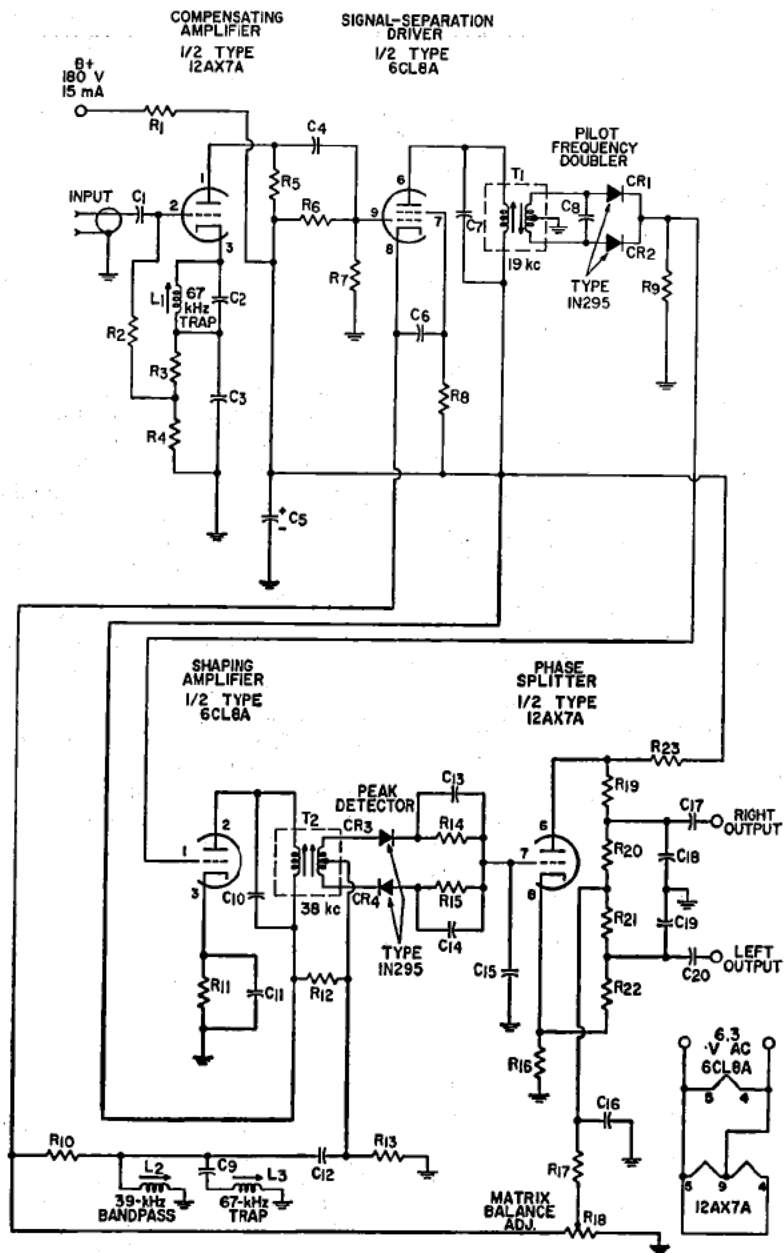 COMPENSATING
AMPLIFIER
1/2 TYPE
12AX7A
SIGNAL-SEPARATION
DRIVER
1/2 TYPE
6CL8A
B+
180 V
15 mA
R1
C4
PILOT
FREQUENCY
DOUBLER
INPUT
C1
2
1
3
R5
R6
R7
6
9
7
8
C7
T1
19 kc
C8
CR1
CR2
TYPE
IN295
R9
L1
67
kHz
TRAP
C2
R2
R3
C3
R4
C6
R8
+
-
C5
SHAPING
AMPLIFIER
1/2 TYPE
6CL8A
PHASE
SPLITTER
1/2 TYPE
12AX7A
R23
2
1
3
C10
T2
38 kc
PEAK
DETECTOR
CR3
CR4
C13
R14
R15
C14
TYPE
IN295
C15
6
7
8
R19
R20
R21
R22
C17
RIGHT
OUTPUT
C18
C19
C20
LEFT
OUTPUT
R11
C11
R12
R16
C16
6.3
V AC
6CL8A
5 4
5 9 4
12AX7A
R10
L2
39-kHz
BANDPASS
C9
L3
67-kHz
TRAP
C12
R13
R17
MATRIX
BALANCE
ADJ.
R18